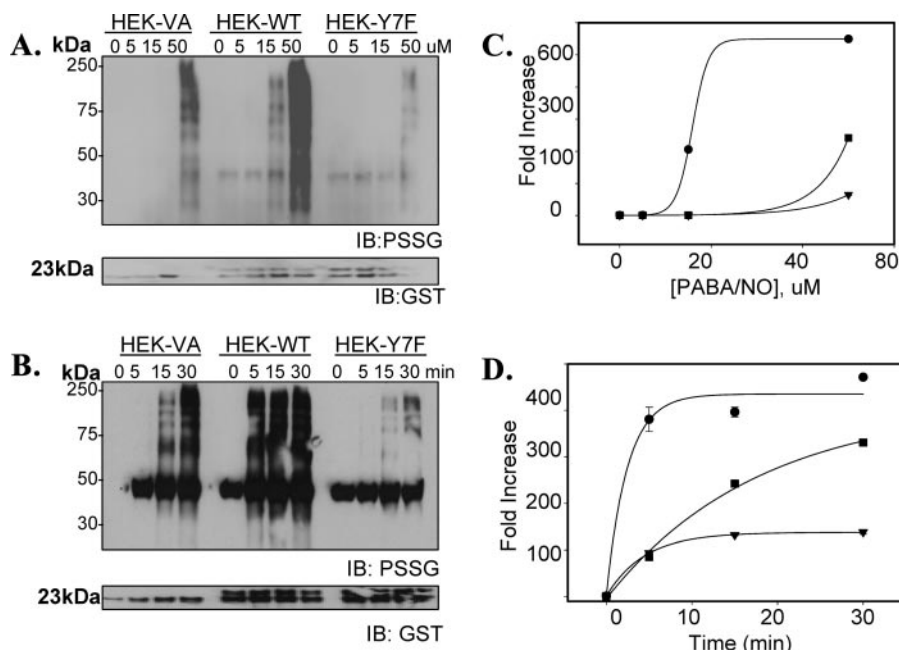 A.
HEK-VA HEK-WT HEK-Y7F
kDa 0 5 15 50 0 5 15 50 0 5 15 50 uM
250
75
50
30
IB:PSSG
23kDa
IB:GST
B.
HEK-VA HEK-WT HEK-Y7F
kDa 0 5 15 30 0 5 15 30 0 5 15 30 min
250
75
50
30
IB: PSSG
23kDa
IB: GST
C.
Fold Increase
600
300
100
0
0 20 40 60 80
[PABA/NO], uM
D.
Fold Increase
400
300
200
100
0 10 20 30
Time (min)